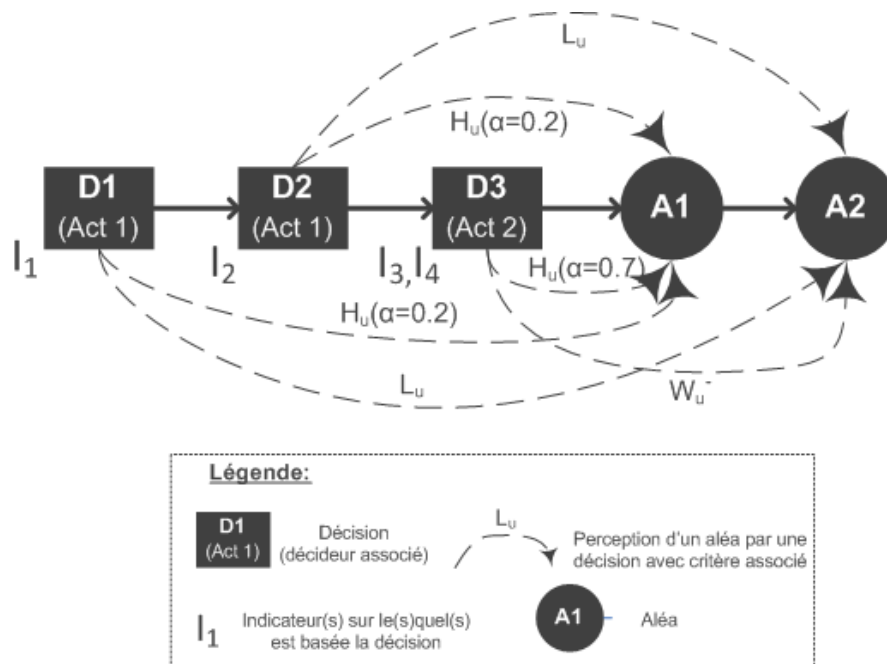 Lᵤ
Hᵤ(α=0.2)
D1
(Act 1)
D2
(Act 1)
D3
(Act 2)
A1
A2
I₁
I₂
I₃,I₄
Hᵤ(α=0.7)
Hᵤ(α=0.2)
Lᵤ
Wᵤ⁻
Légende:
D1
(Act 1)
Décision
(décideur associé)
Lᵤ
Perception d'un aléa par une
décision avec critère associé
I₁
Indicateur(s) sur le(s)quel(s)
est basée la décision
A1
Aléa